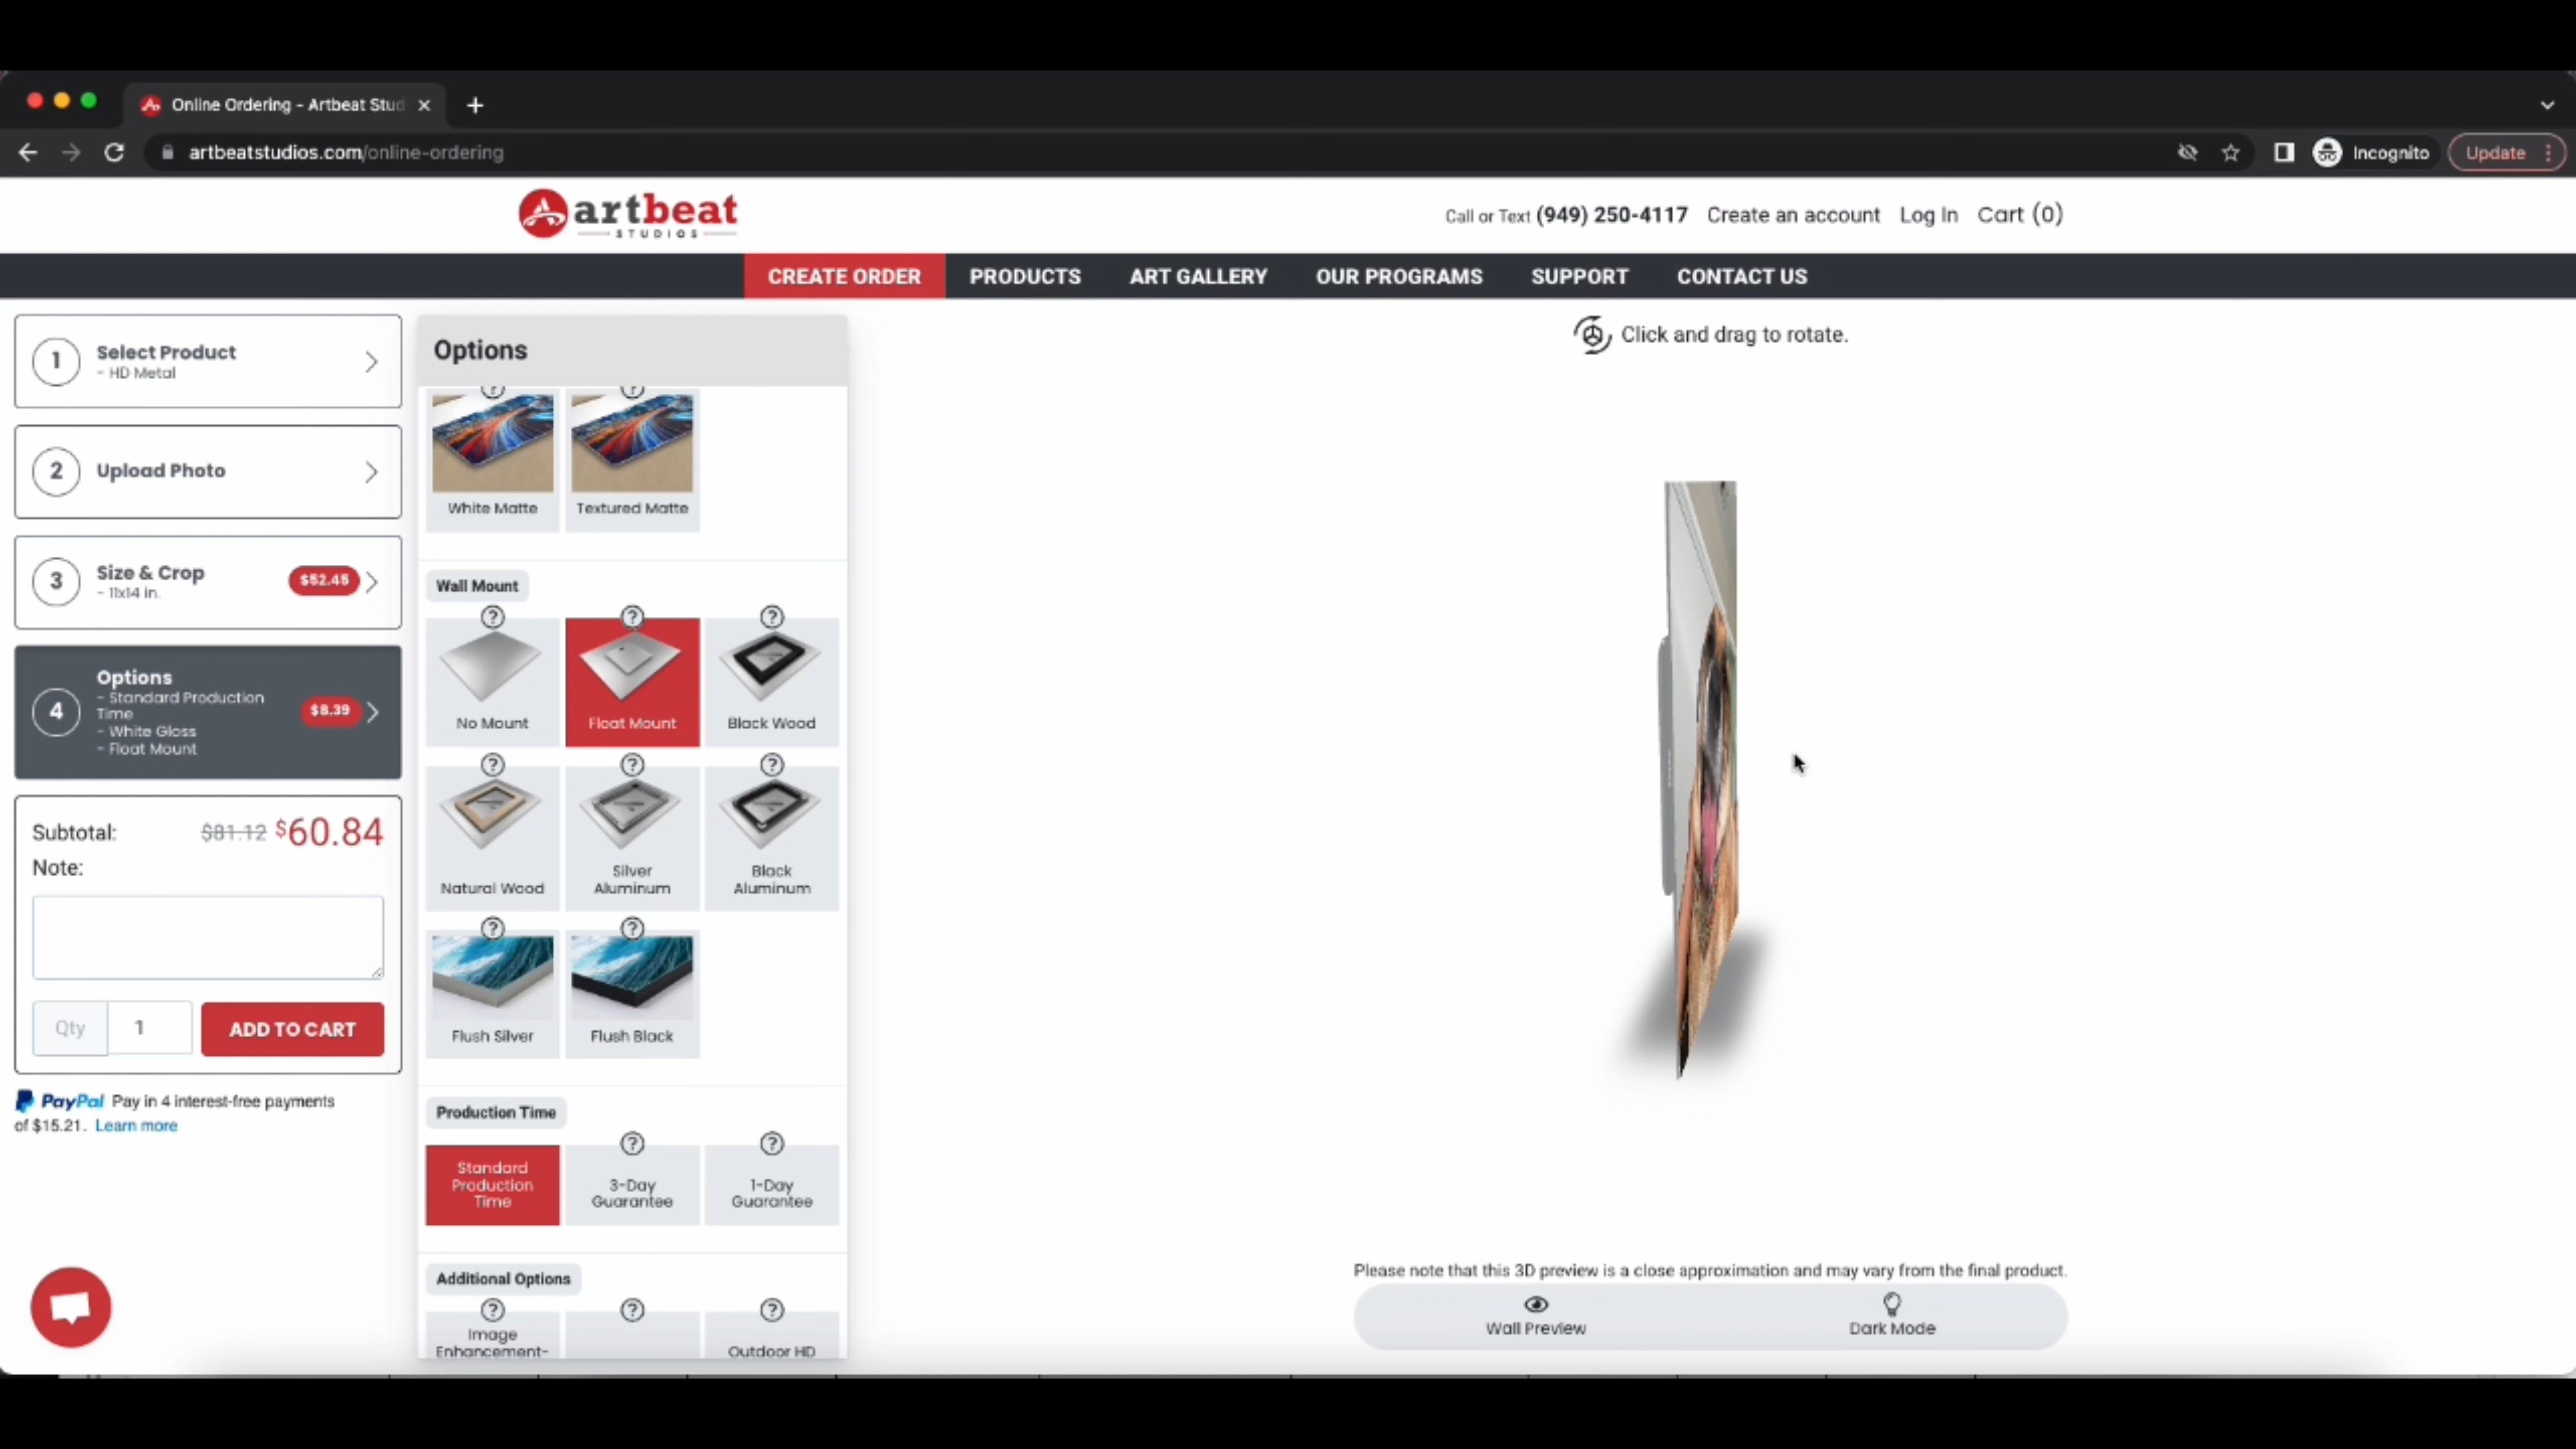 Online Ordering - Artbeat Stud
artbeatstudios.com/online-ordering
Incognito
Update
artbeat
STUDIOS
Call or Text (949) 250-4117
Create an account
Log In
Cart (0)
CREATE ORDER
PRODUCTS
ART GALLERY
OUR PROGRAMS
SUPPORT
CONTACT US
1
Select Product
- HD Metal
2
Upload Photo
3
Size & Crop
- 11x14 in.
$52.45
4
Options
- Standard Production
Time
- White Gloss
- Float Mount
$8.39
Subtotal:
$81.12 $60.84
Note:
Qty
1
ADD TO CART
PayPal Pay in 4 interest-free payments
of $15.21. Learn more
Options
?
?
White Matte
Textured Matte
Wall Mount
?
?
?
No Mount
Float Mount
Black Wood
?
?
?
Natural Wood
Silver
Aluminum
Black
Aluminum
?
?
Flush Silver
Flush Black
Production Time
?
?
Standard
Production
Time
3-Day
Guarantee
1-Day
Guarantee
Additional Options
?
?
?
Image
Enhancement-
Outdoor HD
Click and drag to rotate.
Please note that this 3D preview is a close approximation and may vary from the final product.
Wall Preview
Dark Mode